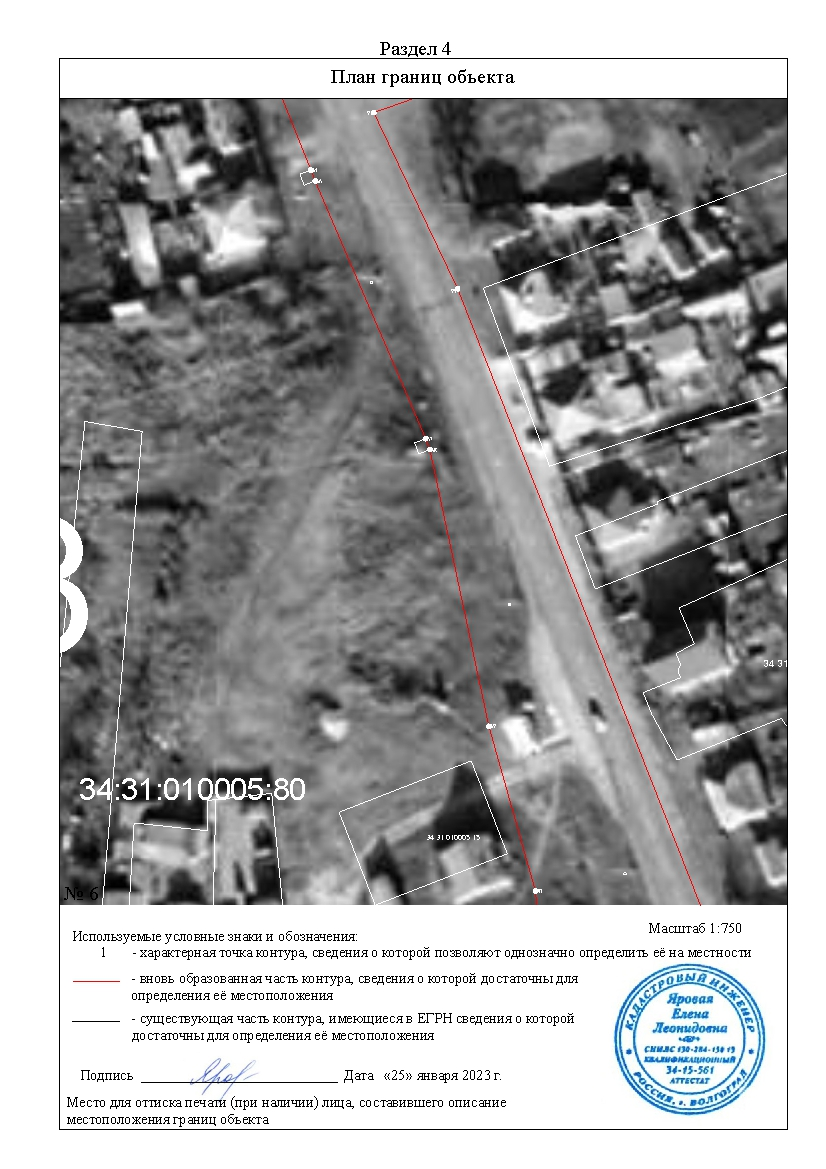 Раздел 4
План границ объекта
34:31
34:31:010005:80
34:31:010005:15
№ 6
Масштаб 1:750
Используемые условные знаки и обозначения:
1 - характерная точка контура, сведения о которой позволяют однозначно определить её на местности
- вновь образованная часть контура, сведения о которой достаточны для
определения её местоположения
- существующая часть контура, имеющиеся в ЕГРН сведения о которой
достаточны для определения её местоположения
КАДАСТРОВЫЙ ИНЖЕНЕР
Яровая
Елена
Леонидовна
СНИЛС
КВАЛИФИКАЦИОННЫЙ
34-15-561
АТТЕСТАТ
РОССИЯ, г. ВОЛГОГРАД
Подпись Дата «25» января 2023 г.
Место для оттиска печати (при наличии) лица, составившего описание
местоположения границ объекта